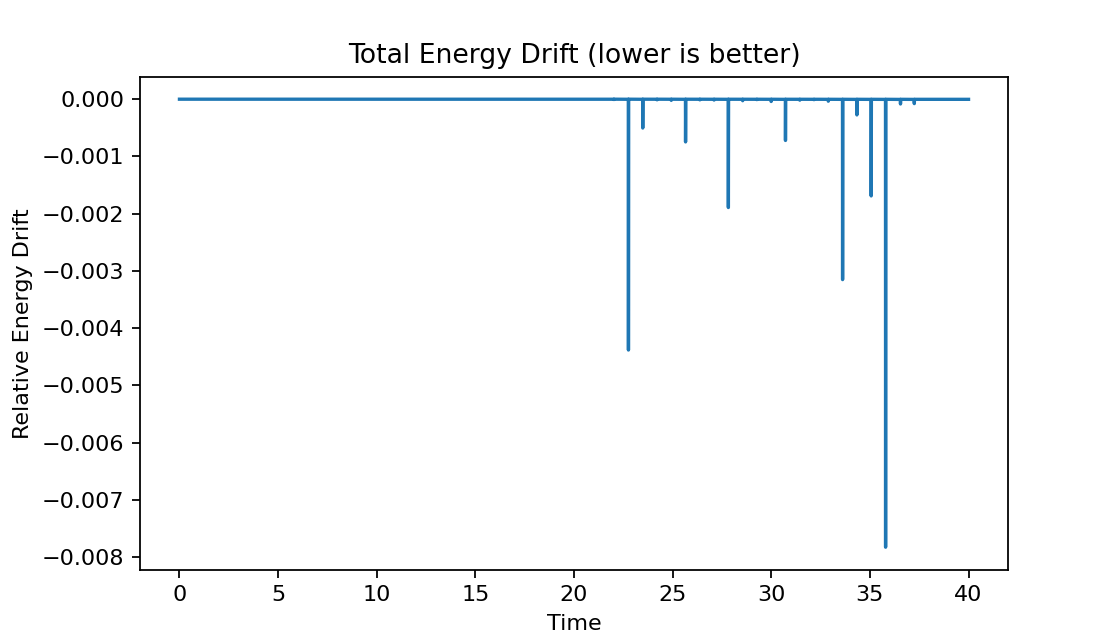 Total Energy Drift (lower is better)
Relative Energy Drift
0.000
−0.001
−0.002
−0.003
−0.004
−0.005
−0.006
−0.007
−0.008
0 5 10 15 20 25 30 35 40
Time